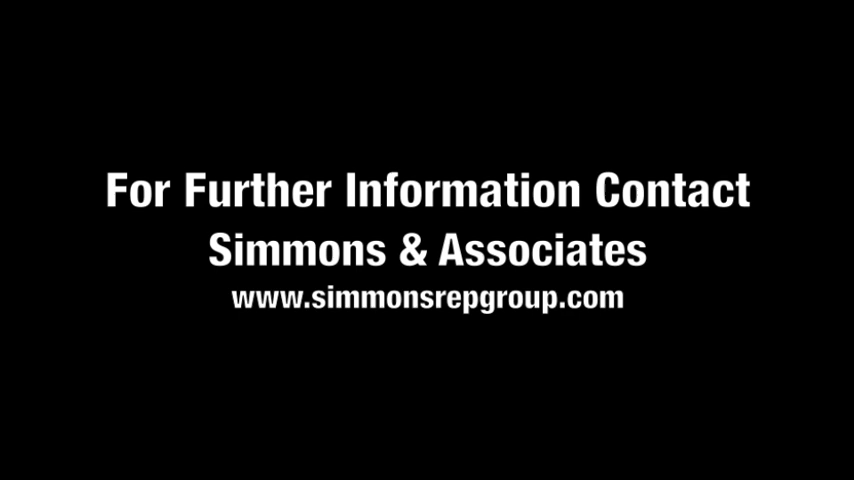 For Further Information Contact
Simmons & Associates
www.simmonsrepgroup.com